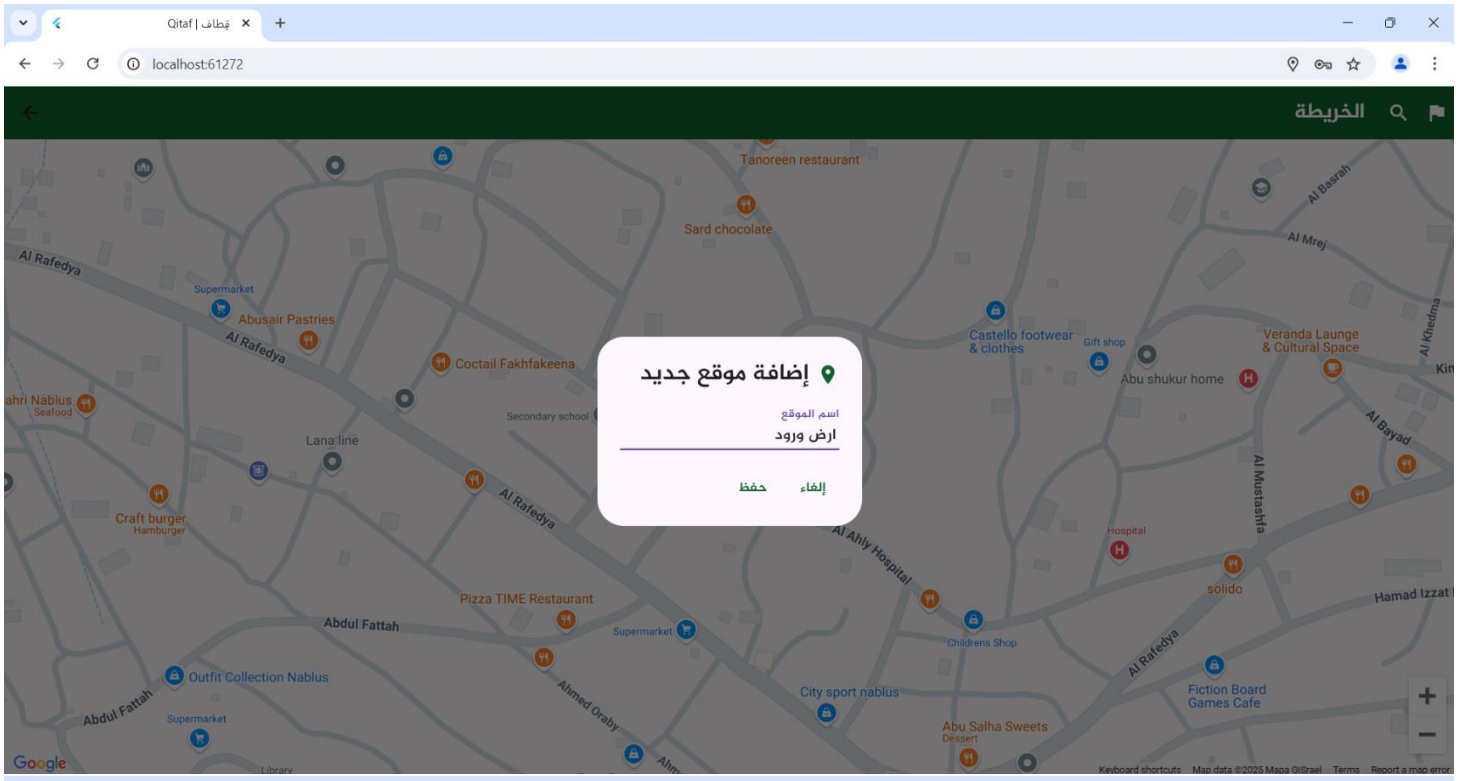 قطاف | Qitaf
localhost:61272
الخريطة
Tanoreen restaurant
Al Basrah
Sard chocolate
Al Mrej
Al Rafedya
Supermarket
Abusair Pastries
Al Rafedya
Castello footwear
& clothes
Gift shop
Veranda Launge
& Cultural Space
Al Khedma
Coctail Fakhfakeena
إضافة موقع جديد
Abu shukur home
ahri Nablus
Seafood
Secondary school
اسم الموقع
ارض ورود
Lana line
Al Bayad
إلغاء
حفظ
Al Rafedya
Al Mustashfa
Craft burger
Hamburger
Al Ahly Hospital
Hospital
Pizza TIME Restaurant
solido
Hamad Izzat
Abdul Fattah
Supermarket
Childrens Shop
Al Rafedya
Outfit Collection Nablus
Ahmed Oraby
City sport nablus
Fiction Board
Games Cafe
Abdul Fattah
Supermarket
Abu Salha Sweets
Dessert
Google
Library
Keyboard shortcuts
Map data ©2025 Mapa GISrael
Terms
Report a map error